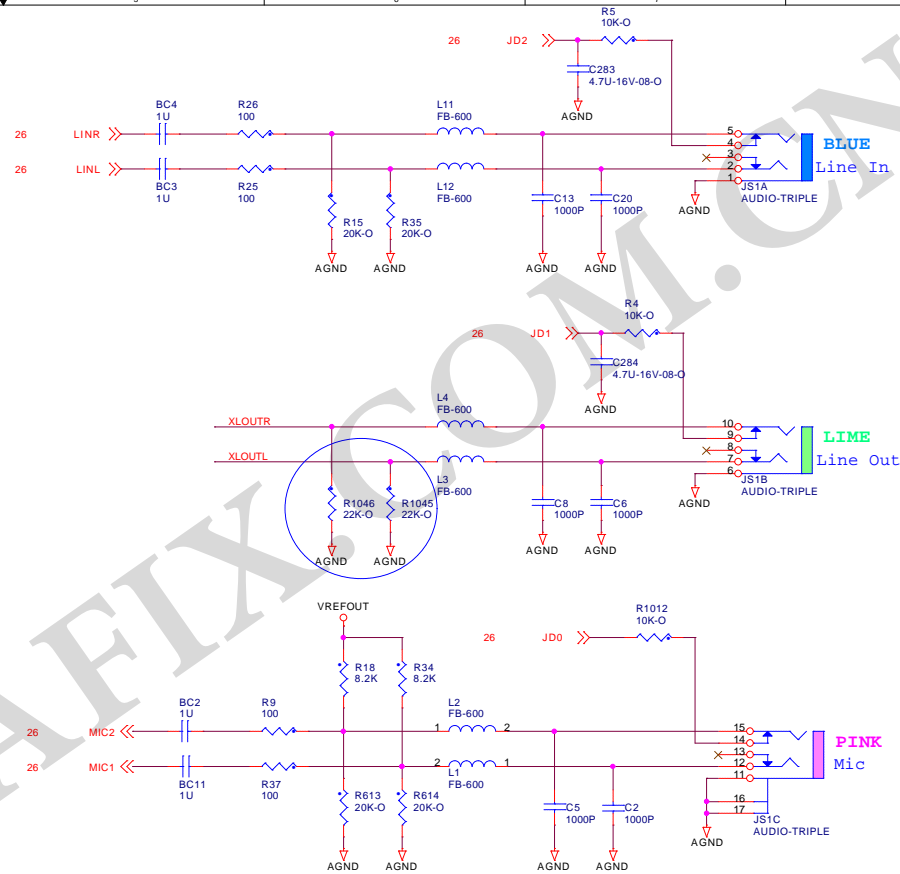 R5
10K-O
26 JD2
C283
4.7U-16V-08-O
AGND
BC4
1U
R26
100
L11
FB-600
26 LINR
26 LINL
BC3
1U
R25
100
L12
FB-600
R15
20K-O
R35
20K-O
C13
1000P
C20
1000P
AGND
AGND
AGND
AGND
5
4
3
2
1
AGND
JS1A
AUDIO-TRIPLE
BLUE
Line In
R4
10K-O
26 JD1
C284
4.7U-16V-08-O
AGND
L4
FB-600
XLOUTR
XLOUTL
L3
FB-600
R1046
22K-O
R1045
22K-O
C8
1000P
C6
1000P
AGND
AGND
AGND
AGND
10
9
8
7
6
AGND
JS1B
AUDIO-TRIPLE
LIME
Line Out
VREFOUT
R1012
10K-O
26 JD0
R18
8.2K
R34
8.2K
BC2
1U
R9
100
L2
FB-600
26 MIC2
1 2
26 MIC1
2 1
BC11
1U
R37
100
L1
FB-600
R613
20K-O
R614
20K-O
C5
1000P
C2
1000P
AGND
AGND
AGND
AGND
15
14
13
12
11
16
17
AGND
JS1C
AUDIO-TRIPLE
PINK
Mic
AFIX.COM.CN